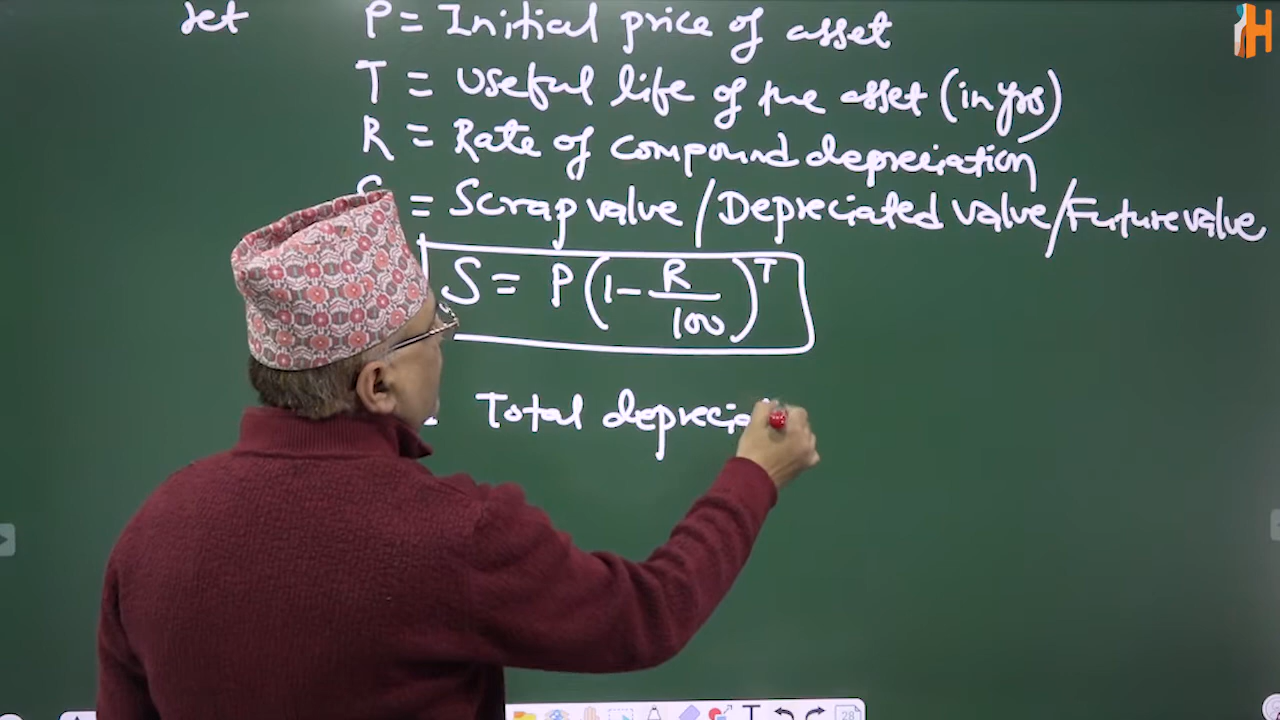 Let P = Initial price of asset
T = Useful life of the asset (in yrs)
R = Rate of compound depreciation
S = Scrap value / Depreciated value / Future value
S = P (1 - R/100)^T
Total deprecia
H
T
28